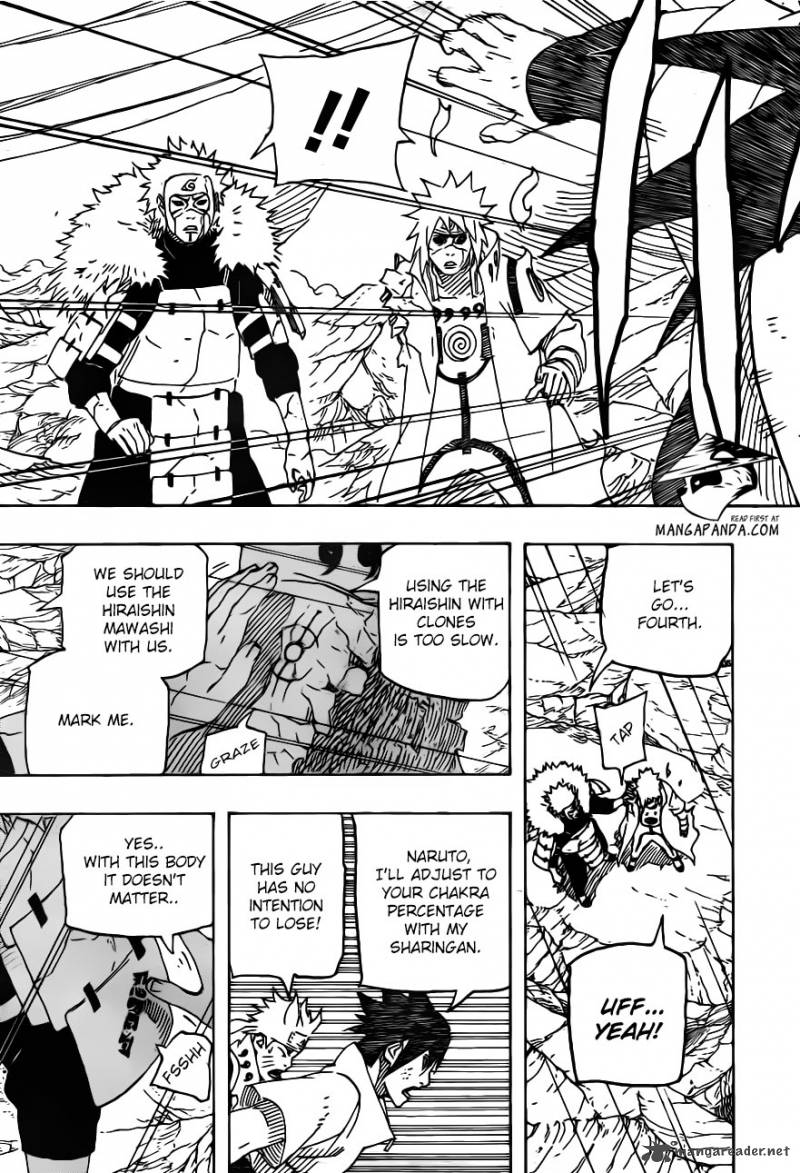 !!
READ FIRST AT
MANGAPANDA.COM
LET'S
GO...
FOURTH.
TAP
UFF...
YEAH!
USING THE
HIRAISHIN WITH
CLONES
IS TOO SLOW.
WE SHOULD
USE THE
HIRAISHIN
MAWASHI
WITH US.
MARK ME.
GRAZE
NARUTO,
I'LL ADJUST TO
YOUR CHAKRA
PERCENTAGE
WITH MY
SHARINGAN.
THIS GUY
HAS NO
INTENTION
TO LOSE!
YES..
WITH THIS BODY
IT DOESN'T
MATTER..
FSSHH
mangareader.net